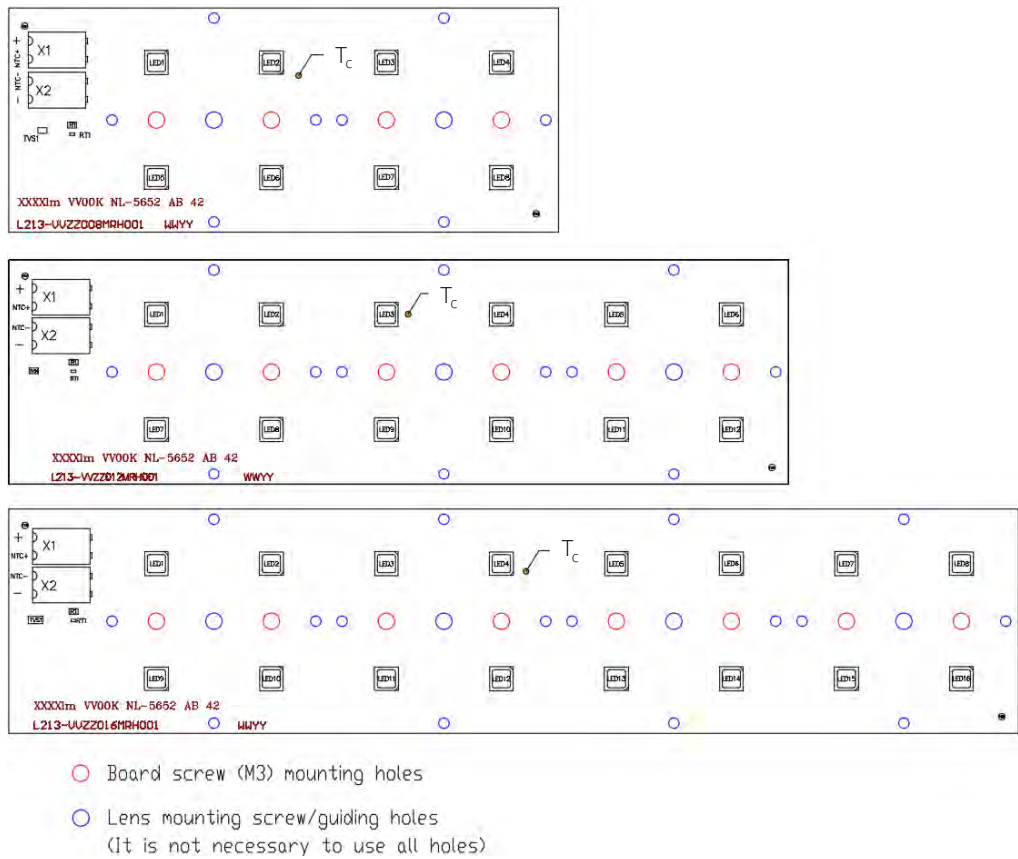 +
NTC+
X1
NTC-
X2
-
LED1 LED2 LED3 LED4
Tc
TVS1
RT1
LED5 LED6 LED7 LED8
XXXXlm VV00K NL-5652 AB 42
L213-VVZZ008MRH001 WWYY
+
NTC+
X1
NTC-
X2
-
LED1 LED2 LED3 LED4 LED5 LED6
Tc
RT1
LED7 LED8 LED9 LED10 LED11 LED12
XXXXlm VV00K NL-5652 AB 42
L213-VVZZ012MRH001 WWYY
+
NTC+
X1
NTC-
X2
-
LED1 LED2 LED3 LED4 LED5 LED6 LED7 LED8
Tc
TVS1
RT1
LED9 LED10 LED11 LED12 LED13 LED14 LED15 LED16
XXXXlm VV00K NL-5652 AB 42
L213-VVZZ016MRH001 WWYY
Board screw (M3) mounting holes
Lens mounting screw/guiding holes
(It is not necessary to use all holes)